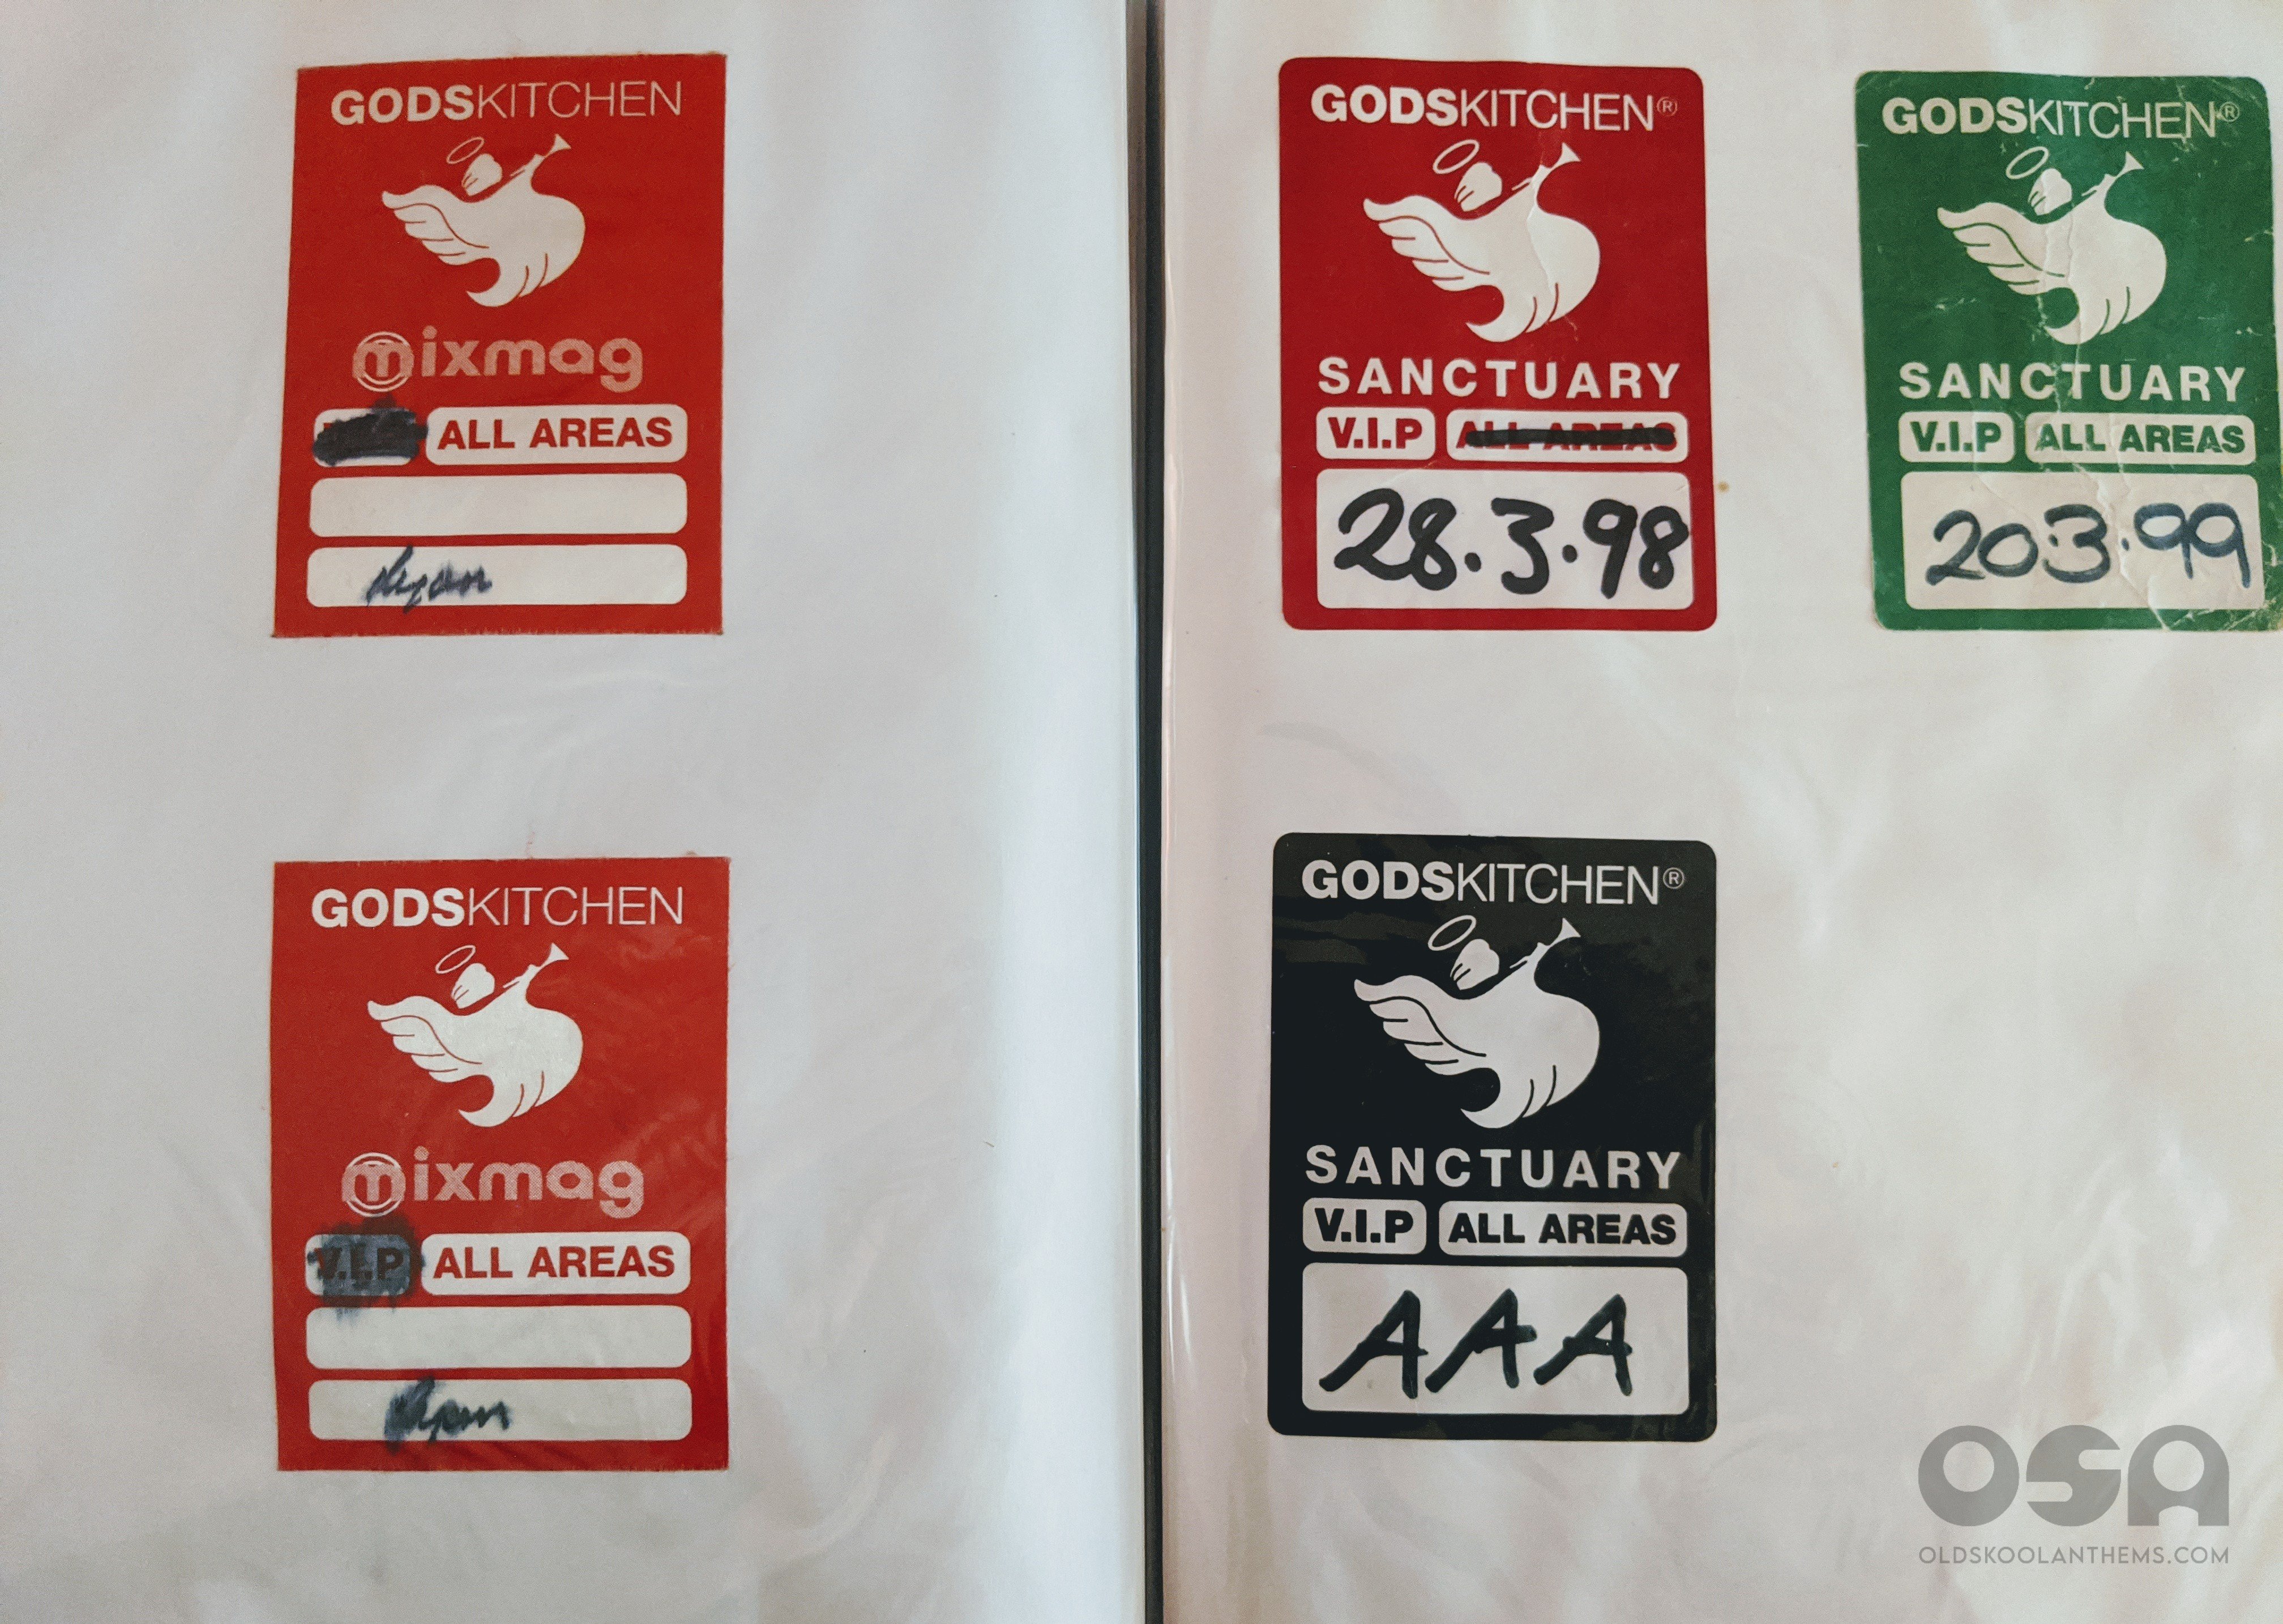 GODSKITCHEN
mixmag
ALL AREAS
GODSKITCHEN
mixmag
V.I.P ALL AREAS
GODSKITCHEN®
SANCTUARY
V.I.P ALL AREAS
28.3.98
GODSKITCHEN®
SANCTUARY
V.I.P ALL AREAS
20.3.99
GODSKITCHEN®
SANCTUARY
V.I.P ALL AREAS
AAA
OSA
OLDSKOOLANTHEMS.COM